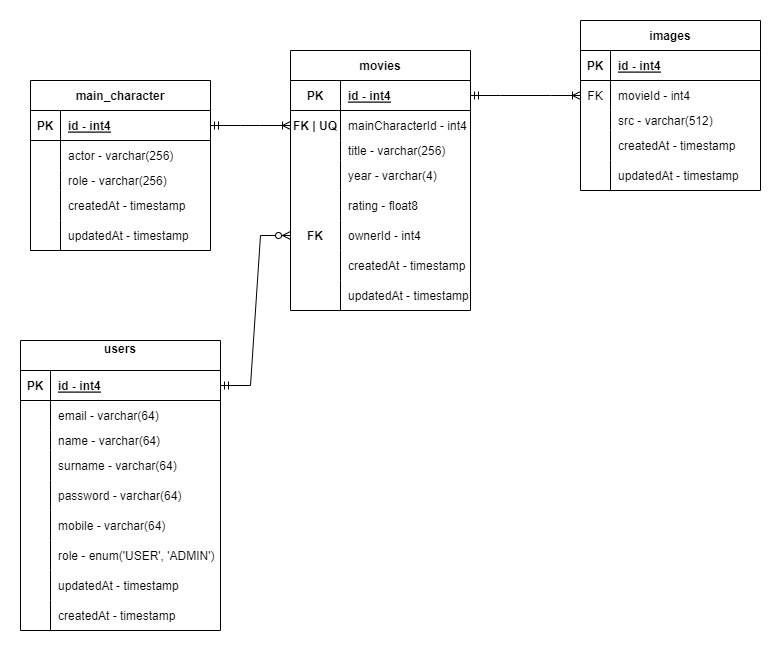 main_character
PK id - int4
actor - varchar(256)
role - varchar(256)
createdAt - timestamp
updatedAt - timestamp
movies
PK id - int4
FK | UQ mainCharacterId - int4
title - varchar(256)
year - varchar(4)
rating - float8
FK ownerId - int4
createdAt - timestamp
updatedAt - timestamp
images
PK id - int4
FK movieId - int4
src - varchar(512)
createdAt - timestamp
updatedAt - timestamp
users
PK id - int4
email - varchar(64)
name - varchar(64)
surname - varchar(64)
password - varchar(64)
mobile - varchar(64)
role - enum('USER', 'ADMIN')
updatedAt - timestamp
createdAt - timestamp